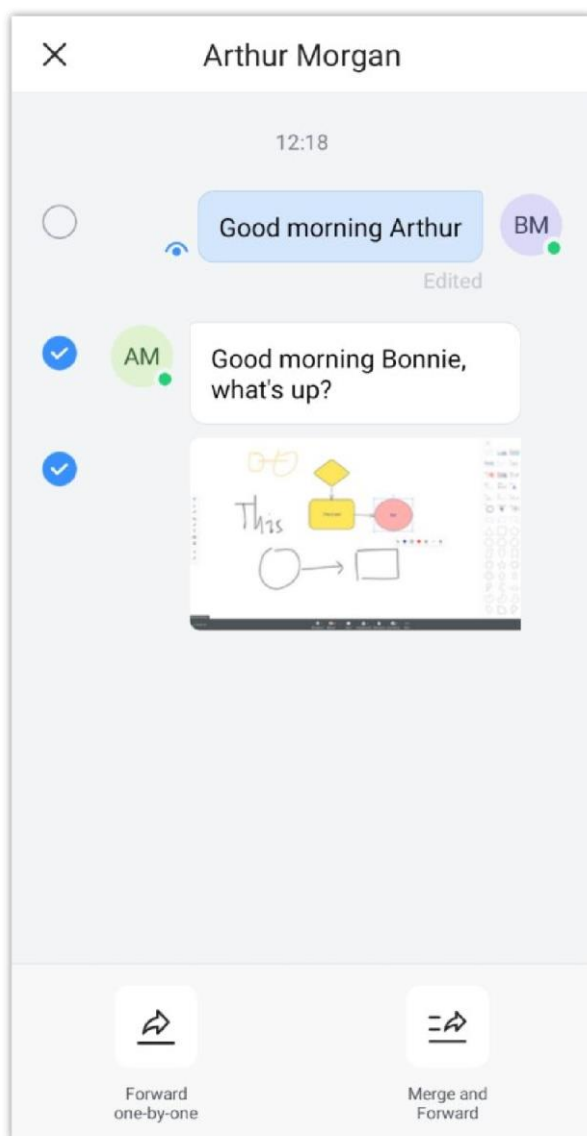 Arthur Morgan
12:18
Good morning Arthur
BM
Edited
AM
Good morning Bonnie,
what's up?
This
Forward
one-by-one
Merge and
Forward